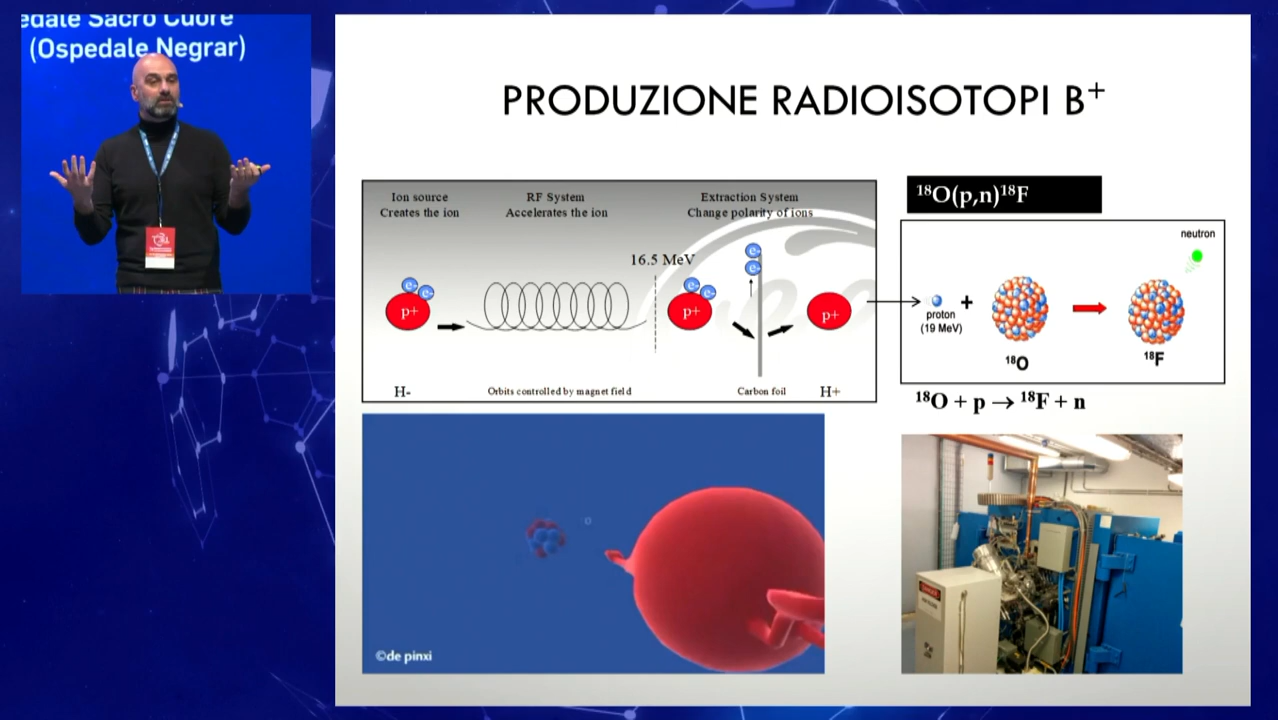 edale Sacro Cuore
(Ospedale Negrar)
PRODUZIONE RADIOISOTOPI B⁺
Ion source
Creates the ion
RF System
Accelerates the ion
Extraction System
Change polarity of ions
16.5 MeV
e-
e-
p+
e-
e-
p+
e-
e-
p+
H-
Orbits controlled by magnet field
Carbon foil
H+
¹⁸O(p,n)¹⁸F
neutron
proton
(19 MeV)
+
¹⁸O
¹⁸F
¹⁸O + p → ¹⁸F + n
©de pinxi
DANGER